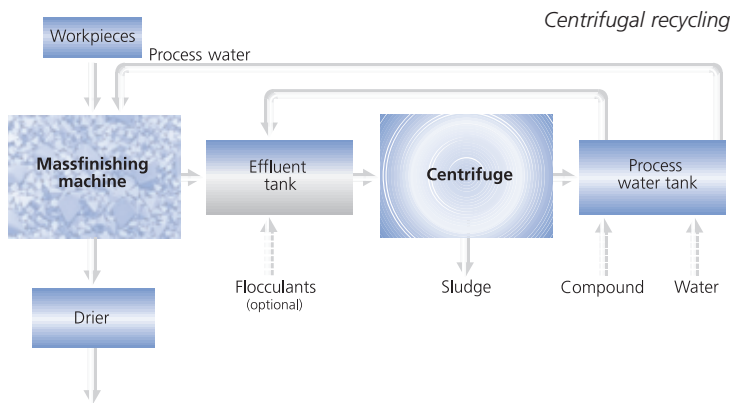 Centrifugal recycling
Workpieces
Process water
Massfinishing
machine
Effluent
tank
Centrifuge
Process
water tank
Flocculants
(optional)
Sludge
Compound
Water
Drier